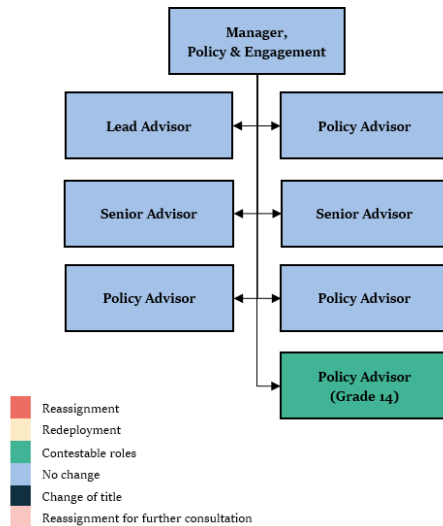 Manager,
Policy & Engagement
Lead Advisor
Policy Advisor
Senior Advisor
Senior Advisor
Policy Advisor
Policy Advisor
Policy Advisor
(Grade 14)
Reassignment
Redeployment
Contestable roles
No change
Change of title
Reassignment for further consultation